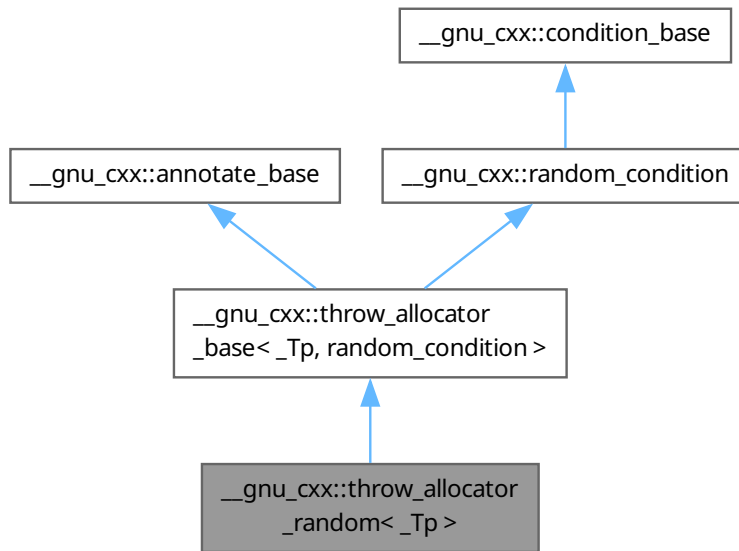 __gnu_cxx::condition_base
__gnu_cxx::annotate_base
__gnu_cxx::random_condition
__gnu_cxx::throw_allocator
_base< _Tp, random_condition >
__gnu_cxx::throw_allocator
_random< _Tp >